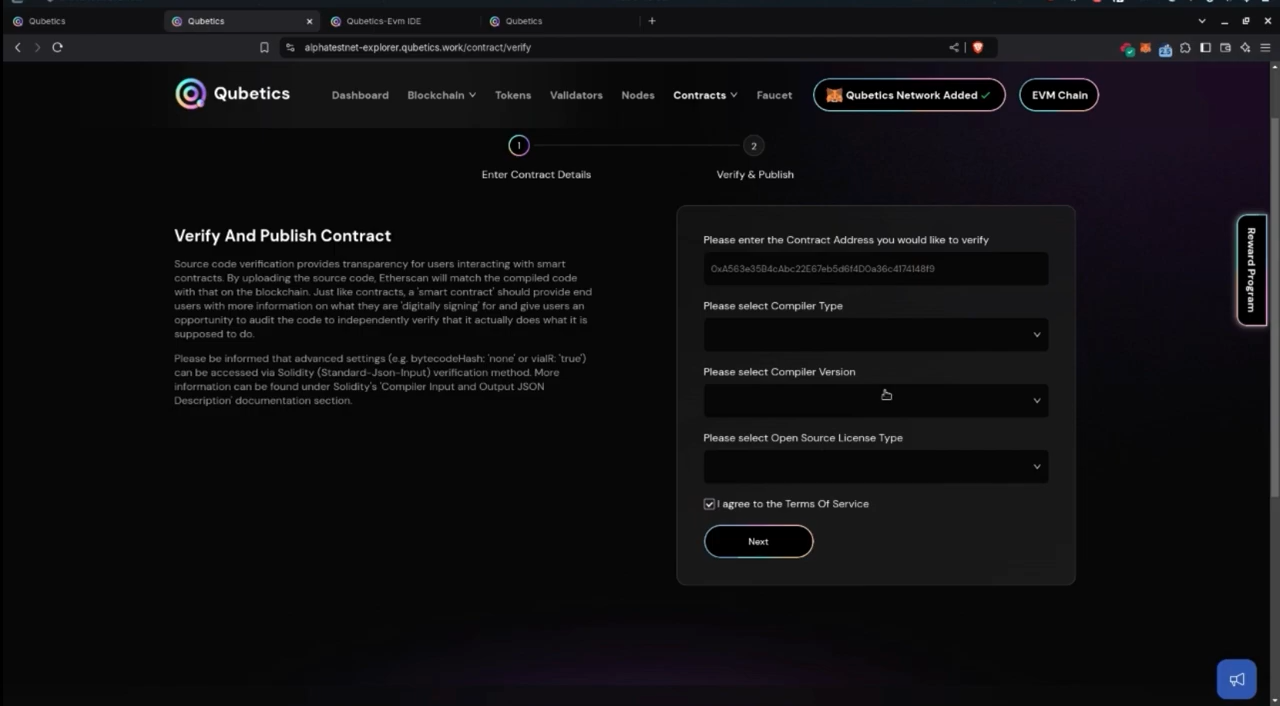 Qubetics
Qubetics
Qubetics-Evm IDE
Qubetics
alphatestnet-explorer.qubetics.work/contract/verify
Qubetics
Dashboard
Blockchain
Tokens
Validators
Nodes
Contracts
Faucet
Qubetics Network Added
EVM Chain
1
2
Enter Contract Details
Verify & Publish
Verify And Publish Contract
Source code verification provides transparency for users interacting with smart
contracts. By uploading the source code, Etherscan will match the compiled code
with that on the blockchain. Just like contracts, a 'smart contract' should provide end
users with more information on what they are 'digitally signing' for and give users an
opportunity to audit the code to independently verify that it actually does what it is
supposed to do.
Please be informed that advanced settings (e.g. bytecodeHash: 'none' or viaIR: 'true')
can be accessed via Solidity (Standard-Json-Input) verification method. More
information can be found under Solidity's 'Compiler Input and Output JSON
Description' documentation section.
Please enter the Contract Address you would like to verify
0xA563e35B4cAbc22E67eb5d6f4D0a36c4174148f9
Please select Compiler Type
Please select Compiler Version
Please select Open Source License Type
I agree to the Terms Of Service
Next
Reward Program